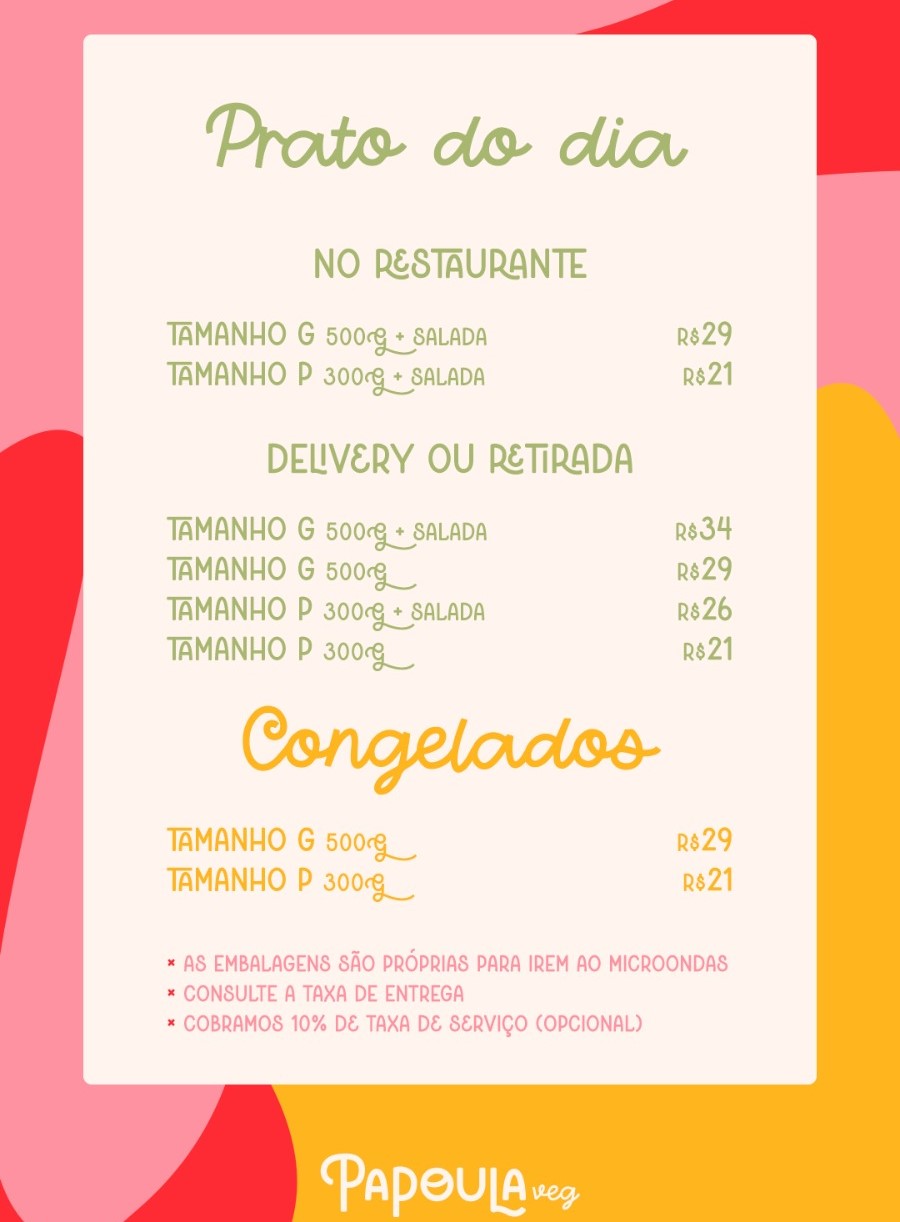 Prato do dia
NO RESTAURANTE
TAMANHO G 500G + SALADA R$29
TAMANHO P 300G + SALADA R$21
DELIVERY OU RETIRADA
TAMANHO G 500G + SALADA R$34
TAMANHO G 500G R$29
TAMANHO P 300G + SALADA R$26
TAMANHO P 300G R$21
Congelados
TAMANHO G 500G R$29
TAMANHO P 300G R$21
* AS EMBALAGENS SÃO PRÓPRIAS PARA IREM AO MICROONDAS
* CONSULTE A TAXA DE ENTREGA
* COBRAMOS 10% DE TAXA DE SERVIÇO (OPCIONAL)
PAPOULA veg